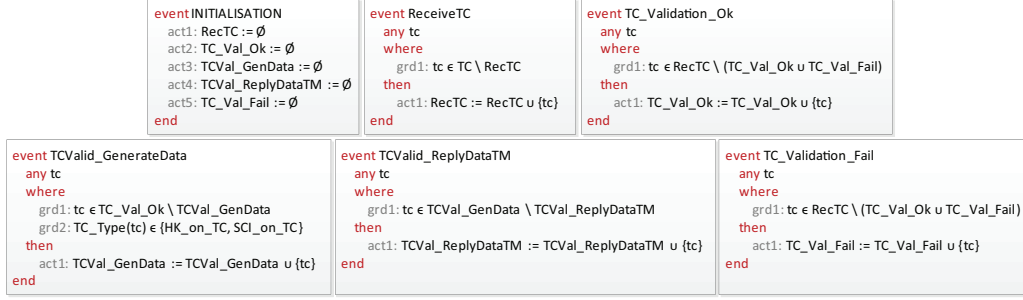 event INITIALISATION
act1: RecTC := Ø
act2: TC_Val_Ok := Ø
act3: TCVal_GenData := Ø
act4: TCVal_ReplyDataTM := Ø
act5: TC_Val_Fail := Ø
end
event ReceiveTC
any tc
where
grd1: tc ϵ TC \ RecTC
then
act1: RecTC := RecTC ∪ {tc}
end
event TC_Validation_Ok
any tc
where
grd1: tc ϵ RecTC \ (TC_Val_Ok ∪ TC_Val_Fail)
then
act1: TC_Val_Ok := TC_Val_Ok ∪ {tc}
end
event TCValid_GenerateData
any tc
where
grd1: tc ϵ TC_Val_Ok \ TCVal_GenData
grd2: TC_Type(tc) ϵ {HK_on_TC, SCI_on_TC}
then
act1: TCVal_GenData := TCVal_GenData ∪ {tc}
end
event TCValid_ReplyDataTM
any tc
where
grd1: tc ϵ TCVal_GenData \ TCVal_ReplyDataTM
then
act1: TCVal_ReplyDataTM := TCVal_ReplyDataTM ∪ {tc}
end
event TC_Validation_Fail
any tc
where
grd1: tc ϵ RecTC \ (TC_Val_Ok ∪ TC_Val_Fail)
then
act1: TC_Val_Fail := TC_Val_Fail ∪ {tc}
end